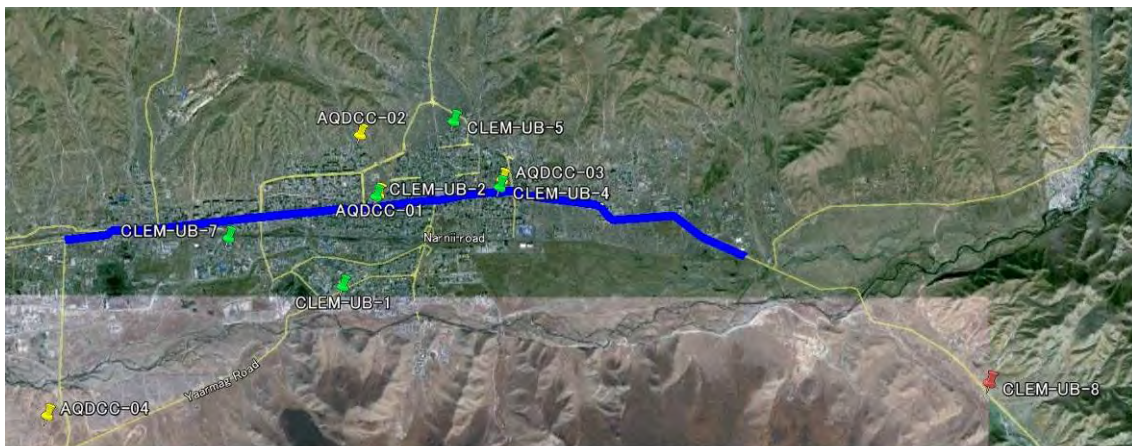 AQDCC-02
CLEM-UB-5
AQDCC-03
CLEM-UB-2
CLEM-UB-4
AQDCC-01
CLEM-UB-7
Narnii road
CLEM-UB-1
Yaarmag Road
CLEM-UB-8
AQDCC-04